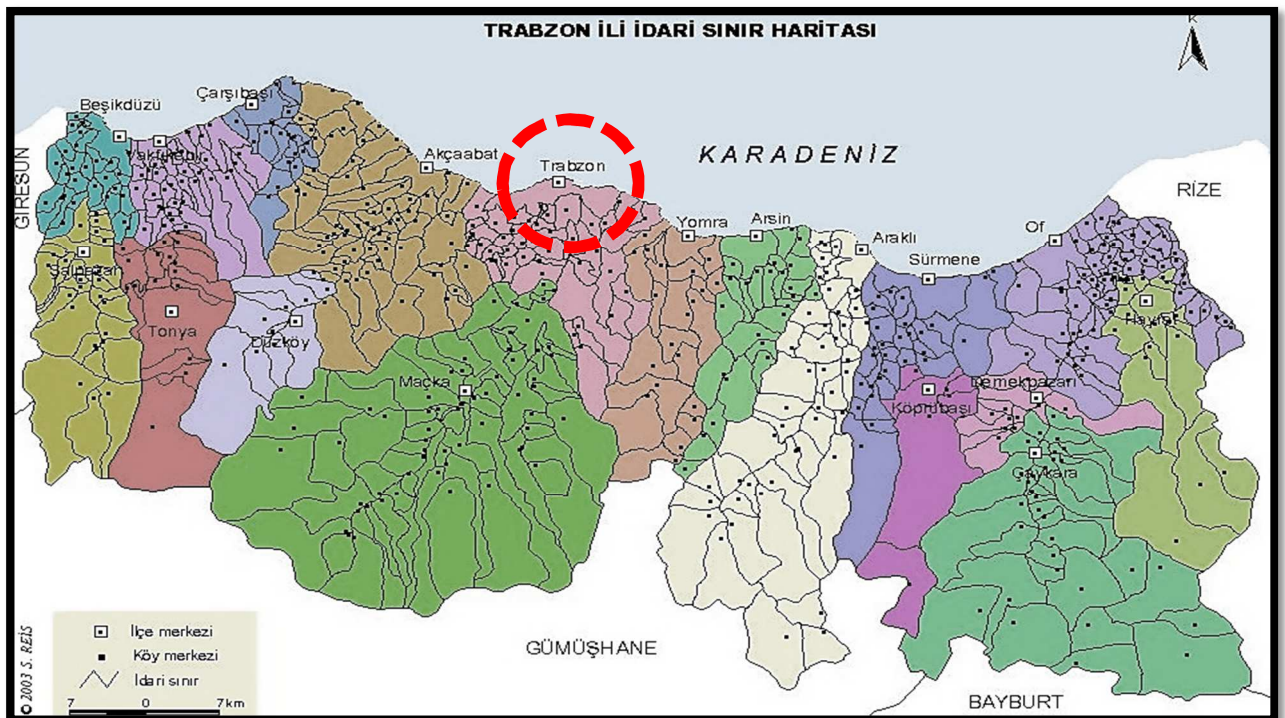 TRABZON İLİ İDARİ SINIR HARİTASI
K
Beşikdüzü
Çarşıbaşı
Vakfıkebir
Akçaabat
Trabzon
KARADENİZ
GİRESUN
RİZE
Yomra
Arsin
Araklı
Of
Sürmene
Şalpazarı
Tonya
Düzköy
Hayrat
Maçka
Köprübaşı
Dernekpazarı
Çaykara
GÜMÜŞHANE
BAYBURT
İlçe merkezi
Köy merkezi
İdari sınır
7 0 7 km
© 2003 S. REİS